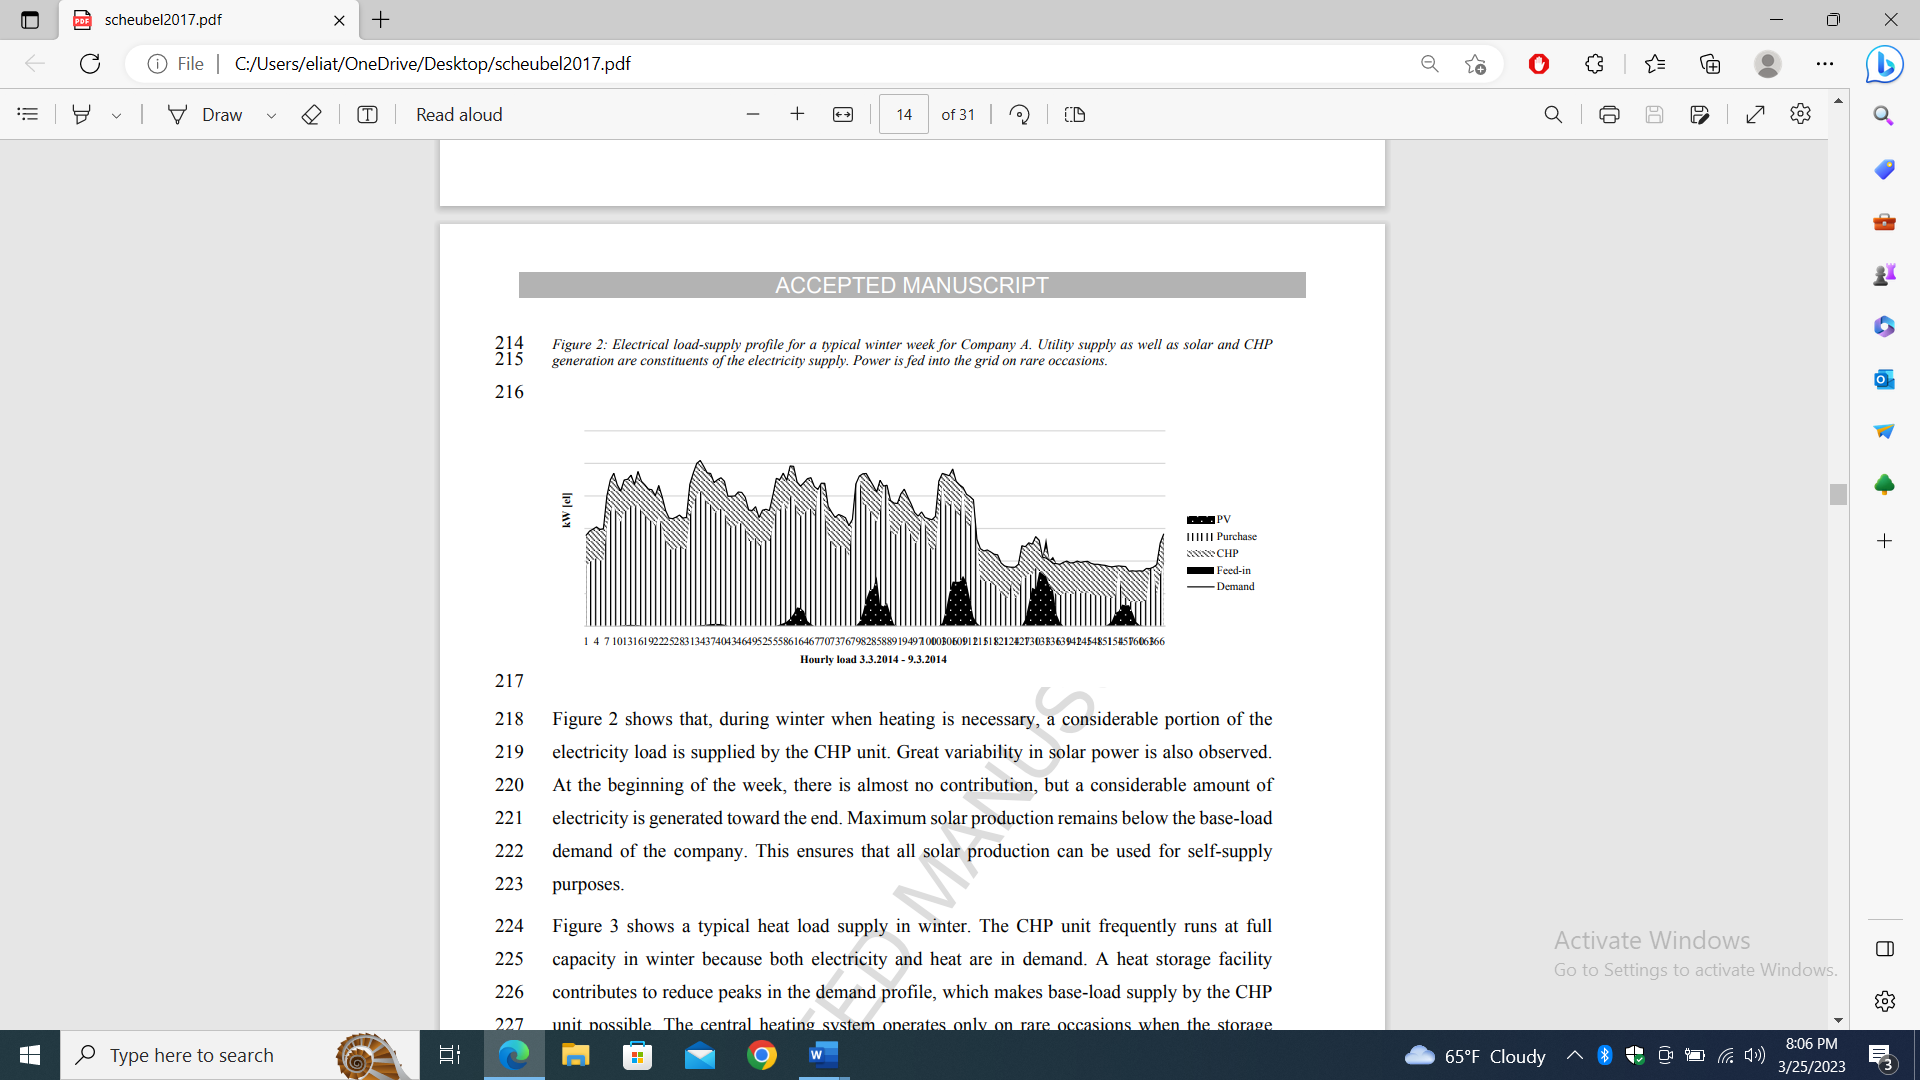 scheubel2017.pdf
File
C:/Users/eliat/OneDrive/Desktop/scheubel2017.pdf
Draw
Read aloud
14 of 31
ACCEPTED MANUSCRIPT
214 Figure 2: Electrical load-supply profile for a typical winter week for Company A. Utility supply as well as solar and CHP
215 generation are constituents of the electricity supply. Power is fed into the grid on rare occasions.
216
kW [el]
PV
Purchase
CHP
Feed-in
Demand
1 4 7
Hourly load 3.3.2014 - 9.3.2014
217
218 Figure 2 shows that, during winter when heating is necessary, a considerable portion of the
219 electricity load is supplied by the CHP unit. Great variability in solar power is also observed.
220 At the beginning of the week, there is almost no contribution, but a considerable amount of
221 electricity is generated toward the end. Maximum solar production remains below the base-load
222 demand of the company. This ensures that all solar production can be used for self-supply
223 purposes.
224 Figure 3 shows a typical heat load supply in winter. The CHP unit frequently runs at full
225 capacity in winter because both electricity and heat are in demand. A heat storage facility
226 contributes to reduce peaks in the demand profile, which makes base-load supply by the CHP
227 unit possible. The central heating system operates only on rare occasions when the storage
Activate Windows
Go to Settings to activate Windows.
Type here to search
65°F Cloudy
8:06 PM
3/25/2023
3